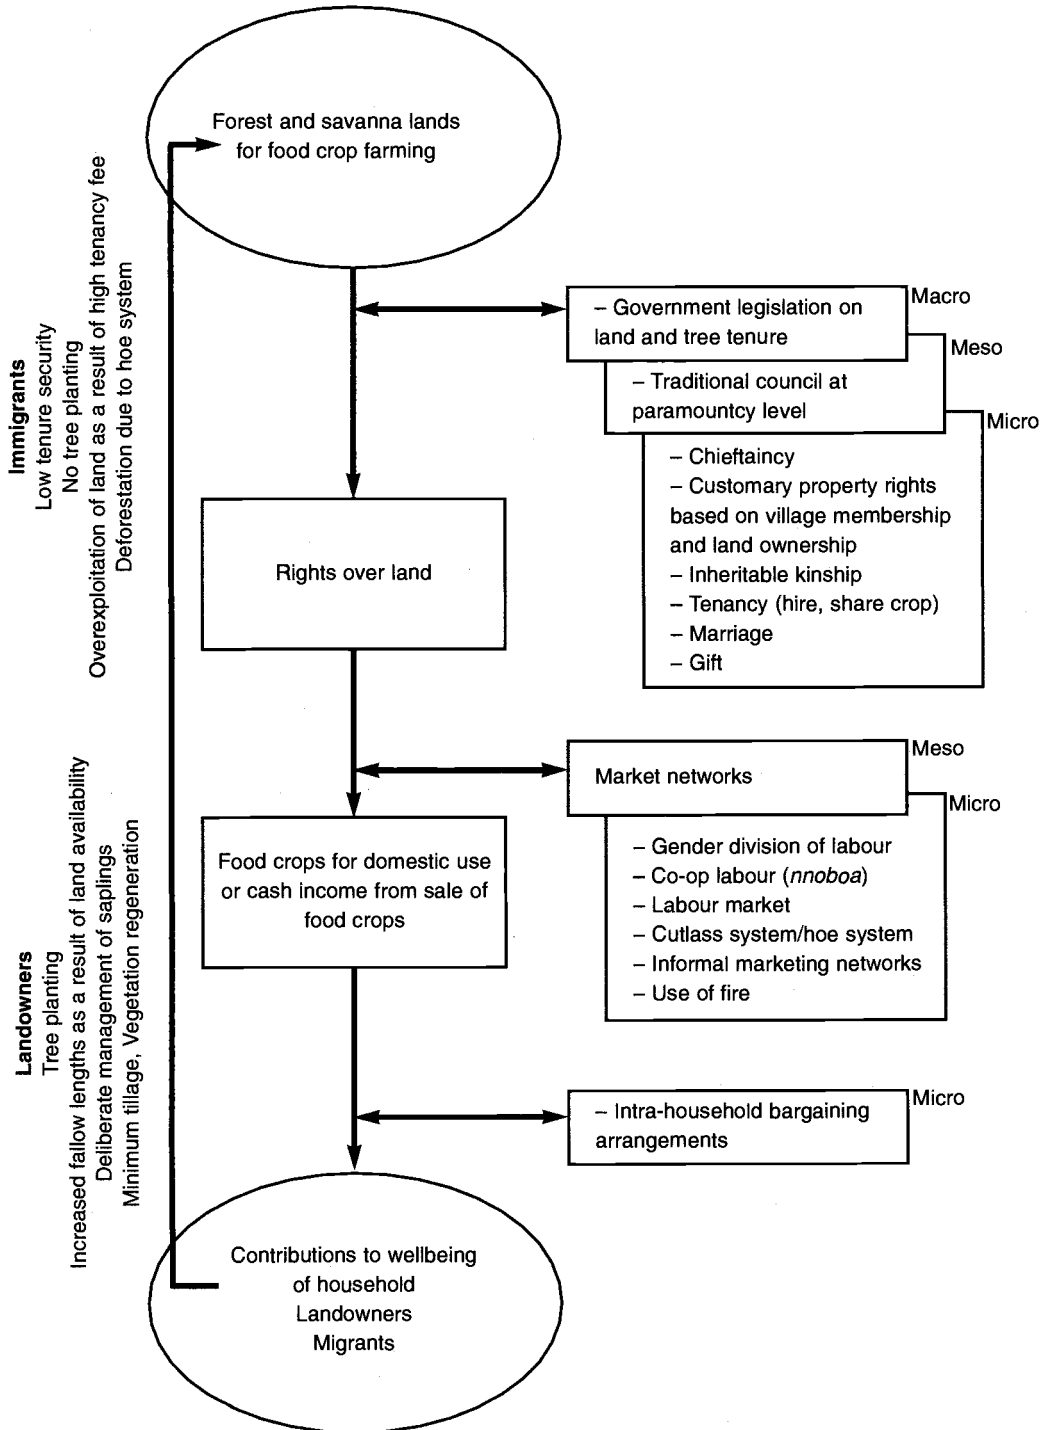 Forest and savanna lands
for food crop farming
Immigrants
Low tenure security
No tree planting
Overexploitation of land as a result of high tenancy fee
Deforestation due to hoe system
Macro
– Government legislation on
land and tree tenure
Meso
– Traditional council at
paramountcy level
Micro
– Chieftaincy
– Customary property rights
based on village membership
and land ownership
– Inheritable kinship
– Tenancy (hire, share crop)
– Marriage
– Gift
Rights over land
Meso
Market networks
Micro
– Gender division of labour
– Co-op labour (nnoboa)
– Labour market
– Cutlass system/hoe system
– Informal marketing networks
– Use of fire
Food crops for domestic use
or cash income from sale of
food crops
Landowners
Tree planting
Increased fallow lengths as a result of land availability
Deliberate management of saplings
Minimum tillage, Vegetation regeneration
Micro
– Intra-household bargaining
arrangements
Contributions to wellbeing
of household
Landowners
Migrants